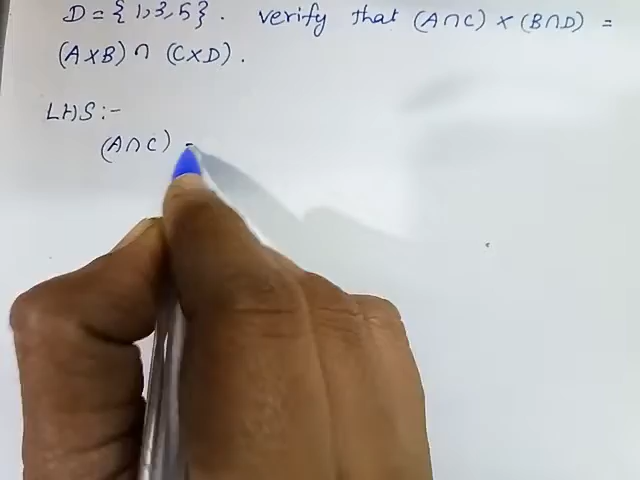 D = { 1, 3, 5 } . verify that (A∩C) × (B∩D) =
(A×B) ∩ (C×D) .
LHS :-
(A∩C) =